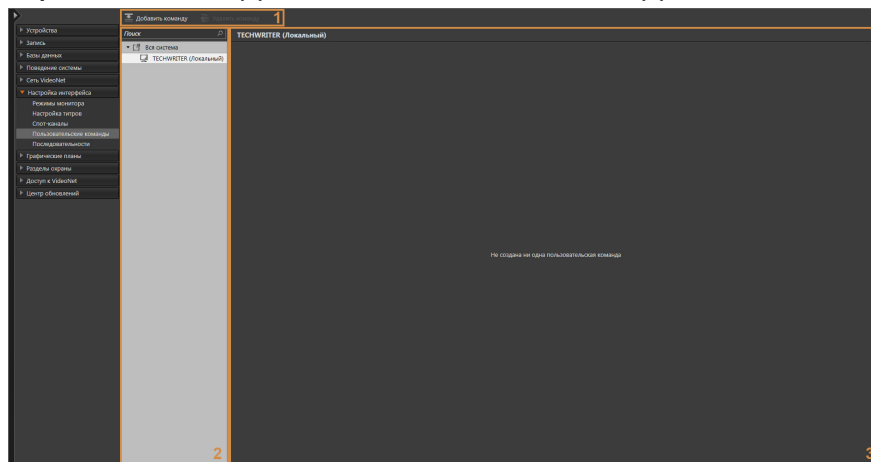 Добавить команду
1
Устройства
Запись
Базы данных
Поведение системы
Сеть VideoNet
Настройка интерфейса
Режимы монитора
Настройка титров
Спот-каналы
Пользовательские команды
Последовательности
Графические планы
Разделы охраны
Доступ к VideoNet
Центр обновлений
Поиск
Вся система
TECHWRITER (Локальный)
2
TECHWRITER (Локальный)
Не создана ни одна пользовательская команда
3